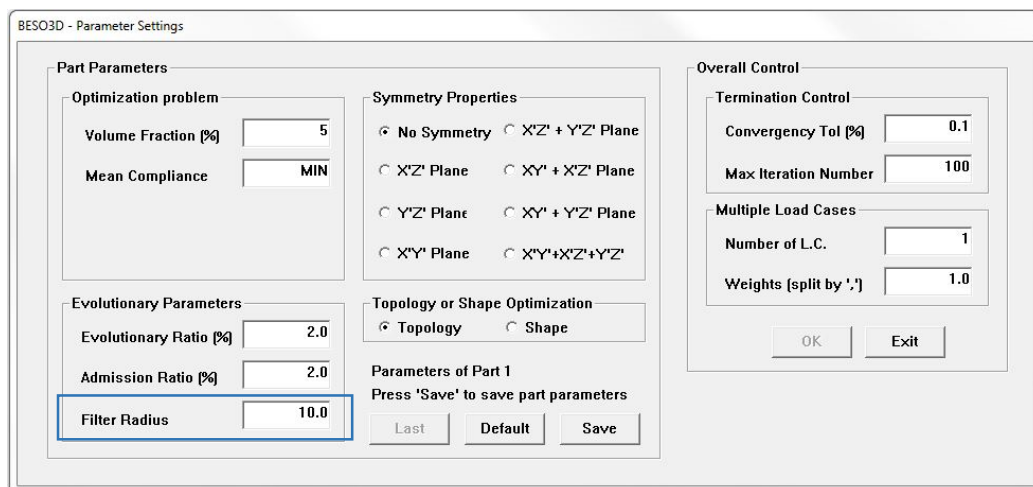 BESO3D - Parameter Settings
Part Parameters
Optimization problem
Volume Fraction (%) 5
Mean Compliance MIN
Symmetry Properties
No Symmetry X'Z' + Y'Z' Plane
X'Z' Plane XY' + X'Z' Plane
Y'Z' Plane XY' + Y'Z' Plane
X'Y' Plane X'Y'+X'Z'+Y'Z'
Evolutionary Parameters
Evolutionary Ratio (%) 2.0
Admission Ratio (%) 2.0
Filter Radius 10.0
Topology or Shape Optimization
Topology Shape
Parameters of Part 1
Press 'Save' to save part parameters
Last Default Save
Overall Control
Termination Control
Convergency Tol (%) 0.1
Max Iteration Number 100
Multiple Load Cases
Number of L.C. 1
Weights (split by ',') 1.0
OK Exit